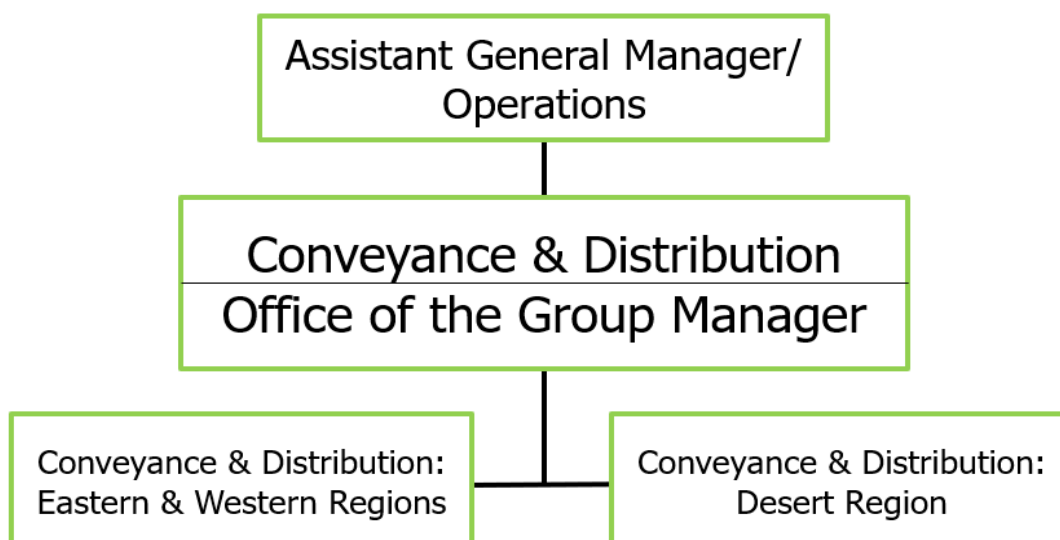 Assistant General Manager/
Operations
Conveyance & Distribution
Office of the Group Manager
Conveyance & Distribution:
Eastern & Western Regions
Conveyance & Distribution:
Desert Region